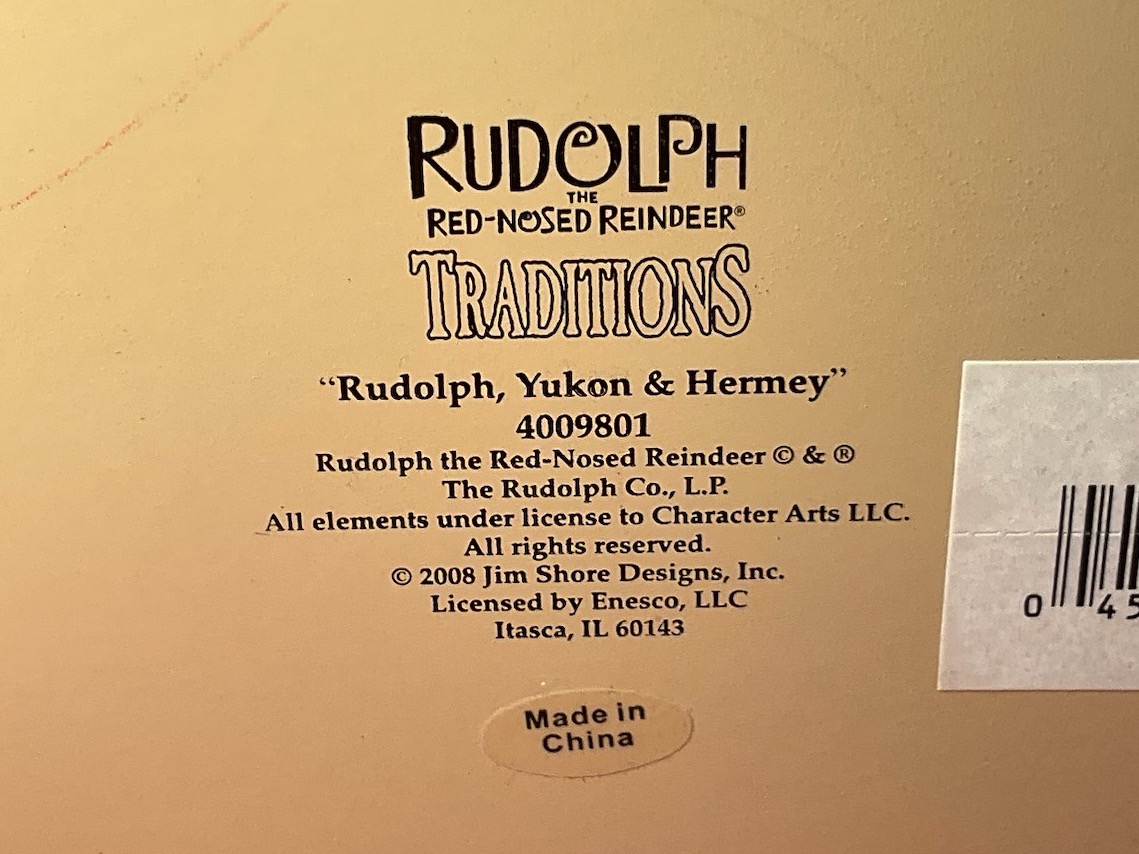 RUDOLPH
THE
RED-NOSED REINDEER®
TRADITIONS
“Rudolph, Yukon & Hermey”
4009801
Rudolph the Red-Nosed Reindeer © & ®
The Rudolph Co., L.P.
All elements under license to Character Arts LLC.
All rights reserved.
© 2008 Jim Shore Designs, Inc.
Licensed by Enesco, LLC
Itasca, IL 60143
Made in
China
0 45